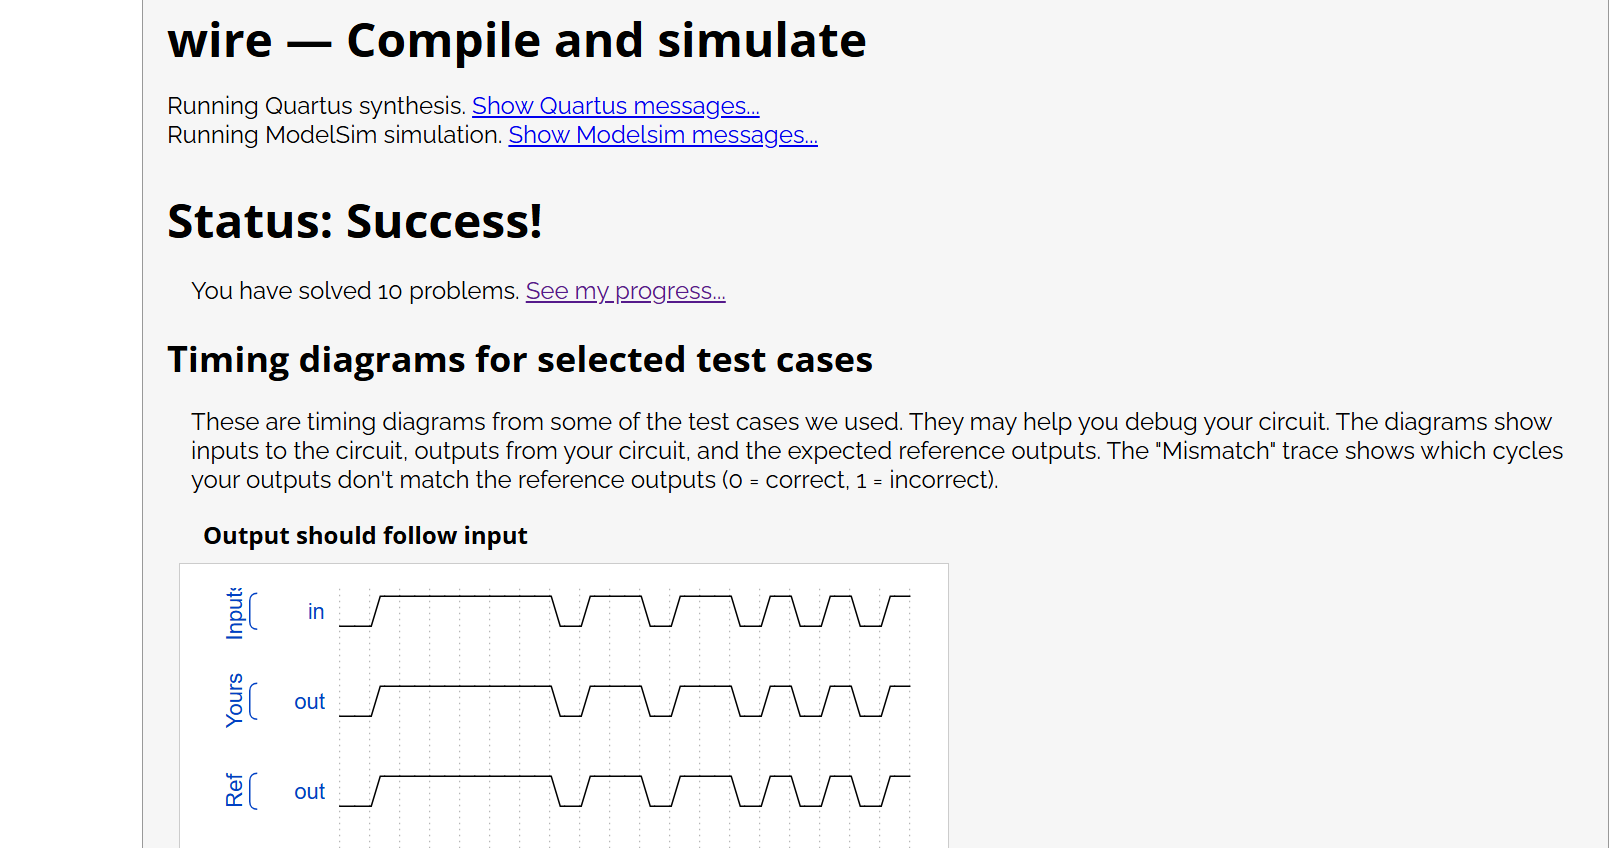 wire — Compile and simulate
Running Quartus synthesis. Show Quartus messages...
Running ModelSim simulation. Show Modelsim messages...
Status: Success!
You have solved 10 problems. See my progress...
Timing diagrams for selected test cases
These are timing diagrams from some of the test cases we used. They may help you debug your circuit. The diagrams show
inputs to the circuit, outputs from your circuit, and the expected reference outputs. The "Mismatch" trace shows which cycles
your outputs don't match the reference outputs (0 = correct, 1 = incorrect).
Output should follow input
Inputs
in
Yours
out
Ref
out